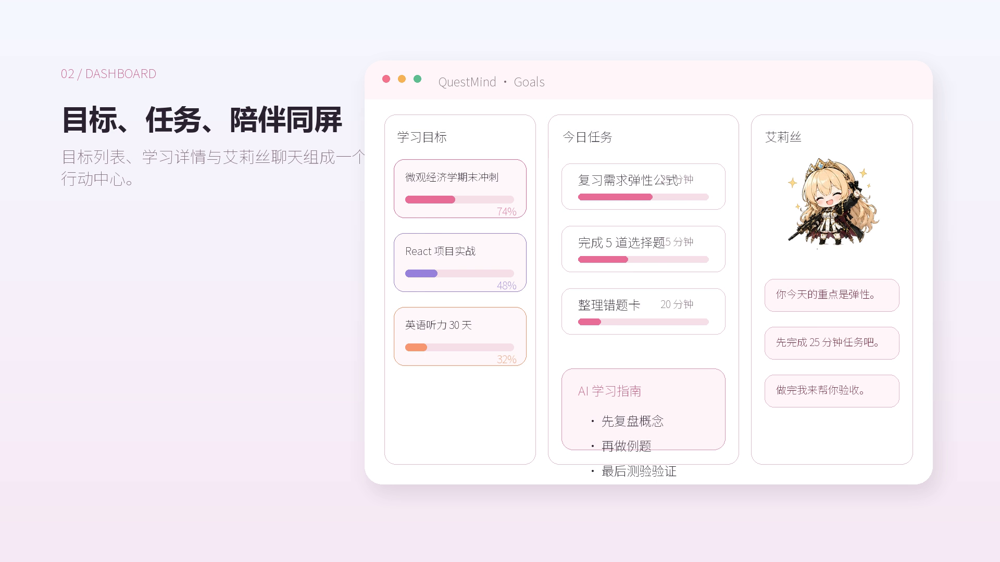 02 / DASHBOARD
目标、任务、陪伴同屏
目标列表、学习详情与艾莉丝聊天组成一个
行动中心。
QuestMind · Goals
学习目标
微观经济学期末冲刺
74%
React 项目实战
48%
英语听力 30 天
32%
今日任务
复习需求弹性公式 25 分钟
完成 5 道选择题 15 分钟
整理错题卡 20 分钟
AI 学习指南
· 先复盘概念
· 再做例题
· 最后测验验证
艾莉丝
你今天的重点是弹性。
先完成 25 分钟任务吧。
做完我来帮你验收。